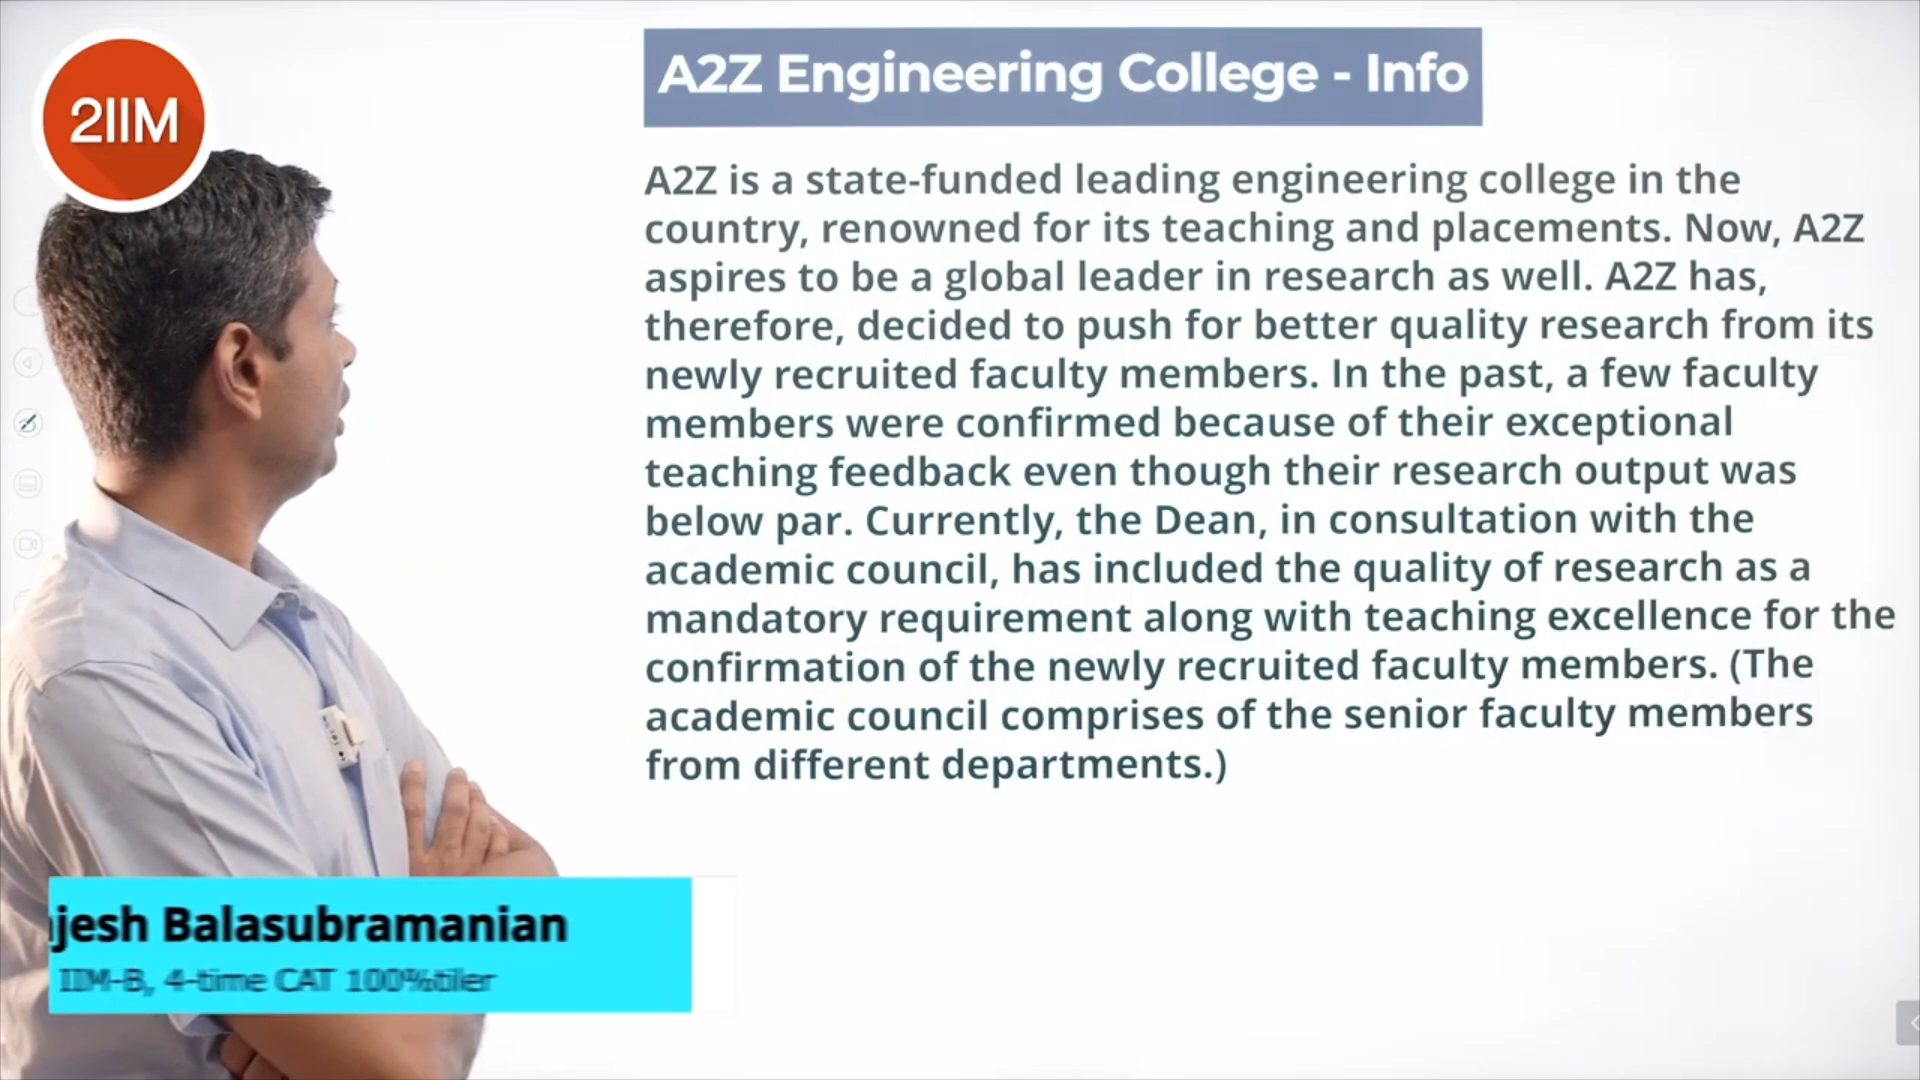 2IIM
A2Z Engineering College - Info
A2Z is a state-funded leading engineering college in the
country, renowned for its teaching and placements. Now, A2Z
aspires to be a global leader in research as well. A2Z has,
therefore, decided to push for better quality research from its
newly recruited faculty members. In the past, a few faculty
members were confirmed because of their exceptional
teaching feedback even though their research output was
below par. Currently, the Dean, in consultation with the
academic council, has included the quality of research as a
mandatory requirement along with teaching excellence for the
confirmation of the newly recruited faculty members. (The
academic council comprises of the senior faculty members
from different departments.)
jesh Balasubramanian
IIM-B, 4-time CAT 100%tiler